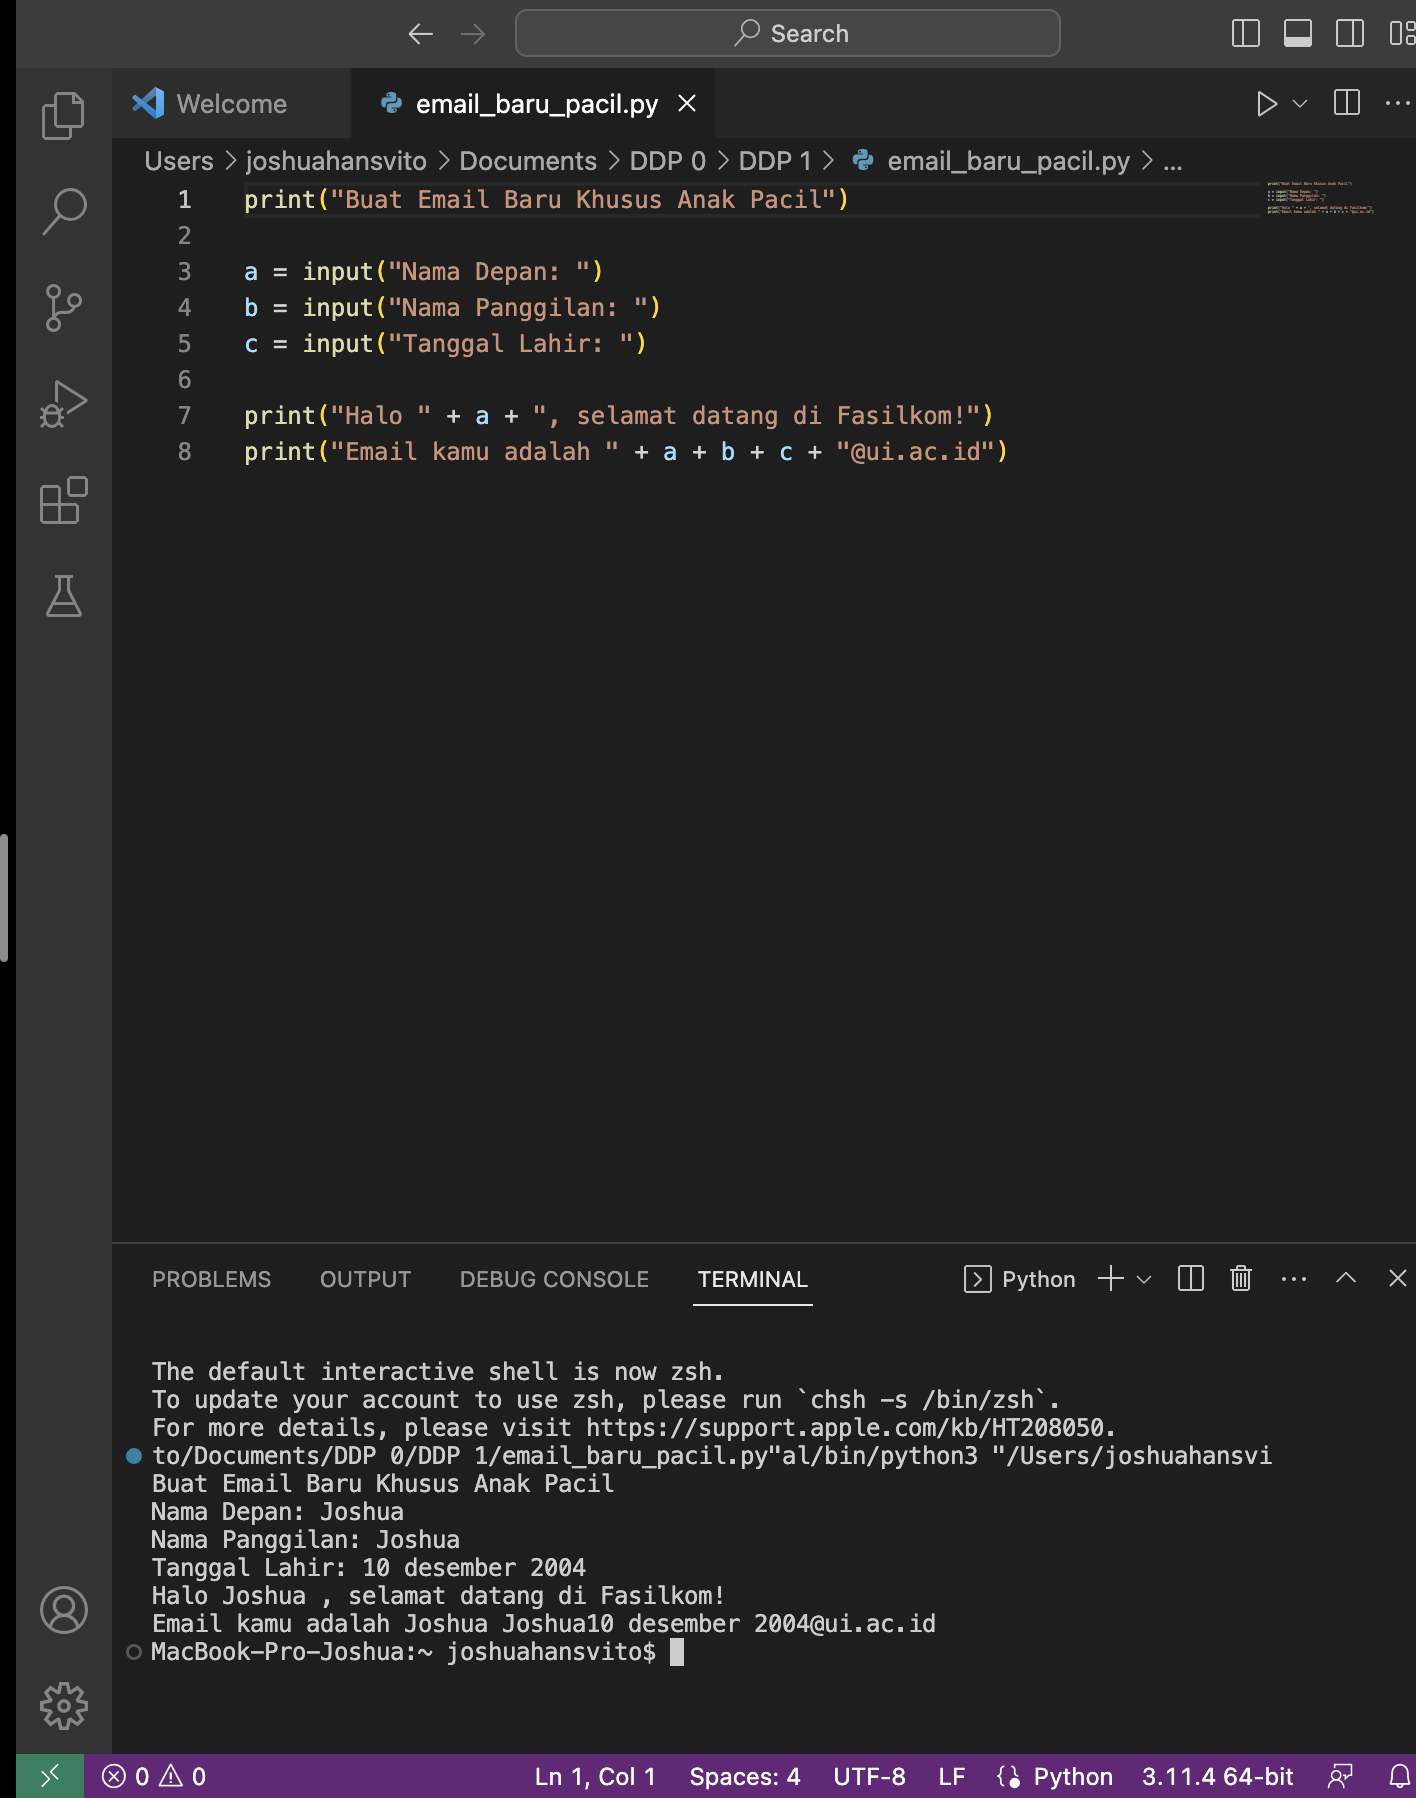 Search
Welcome
email_baru_pacil.py
Users > joshuahansvito > Documents > DDP 0 > DDP 1 > email_baru_pacil.py > ...
1 print("Buat Email Baru Khusus Anak Pacil")
2
3 a = input("Nama Depan: ")
4 b = input("Nama Panggilan: ")
5 c = input("Tanggal Lahir: ")
6
7 print("Halo " + a + ", selamat datang di Fasilkom!")
8 print("Email kamu adalah " + a + b + c + "@ui.ac.id")
PROBLEMS OUTPUT DEBUG CONSOLE TERMINAL Python
The default interactive shell is now zsh.
To update your account to use zsh, please run `chsh -s /bin/zsh`.
For more details, please visit https://support.apple.com/kb/HT208050.
to/Documents/DDP 0/DDP 1/email_baru_pacil.py"al/bin/python3 "/Users/joshuahansvi
Buat Email Baru Khusus Anak Pacil
Nama Depan: Joshua
Nama Panggilan: Joshua
Tanggal Lahir: 10 desember 2004
Halo Joshua , selamat datang di Fasilkom!
Email kamu adalah Joshua Joshua10 desember 2004@ui.ac.id
MacBook-Pro-Joshua:~ joshuahansvito$
0 0 Ln 1, Col 1 Spaces: 4 UTF-8 LF Python 3.11.4 64-bit